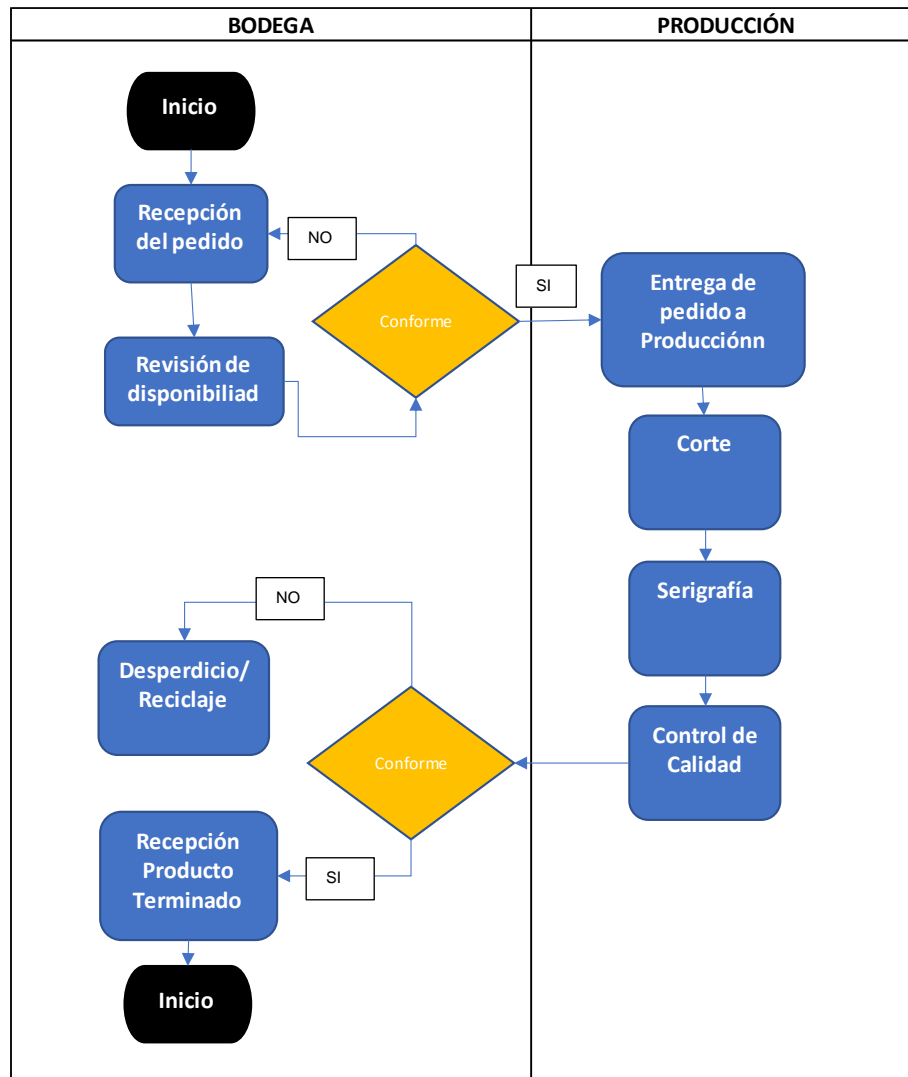 BODEGA
PRODUCCIÓN
Inicio
Recepción
del pedido
NO
Conforme
SI
Entrega de
pedido a
Producciónn
Revisión de
disponibiliad
Corte
Serigrafía
NO
Desperdicio/
Reciclaje
Conforme
Control de
Calidad
Recepción
Producto
Terminado
SI
Inicio